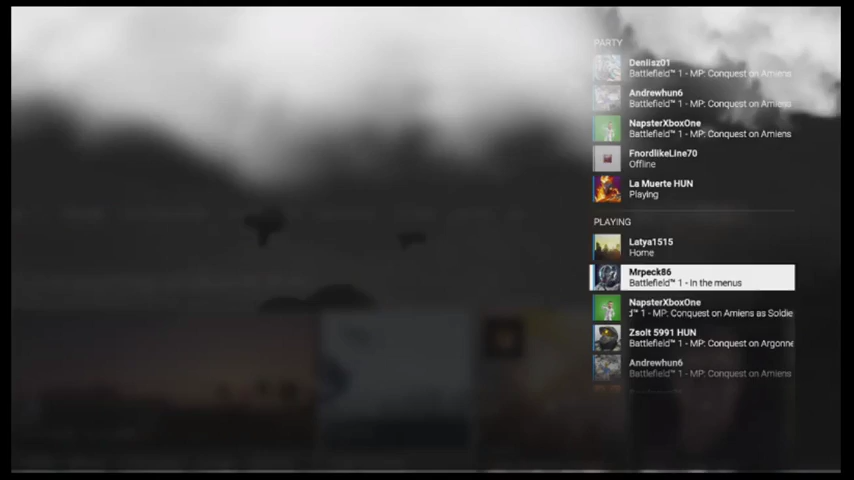 PARTY
Denlisz01
Battlefield™ 1 - MP: Conquest on Amiens
Andrewhun6
Battlefield™ 1 - MP: Conquest on Amiens
NapsterXboxOne
Battlefield™ 1 - MP: Conquest on Amiens
FnordlikeLine70
Offline
La Muerte HUN
Playing
PLAYING
Latya1515
Home
Mrpeck86
Battlefield™ 1 - In the menus
NapsterXboxOne
d™ 1 - MP: Conquest on Amiens as Soldie
Zsolt 5991 HUN
Battlefield™ 1 - MP: Conquest on Argonne
Andrewhun6
Battlefield™ 1 - MP: Conquest on Amiens